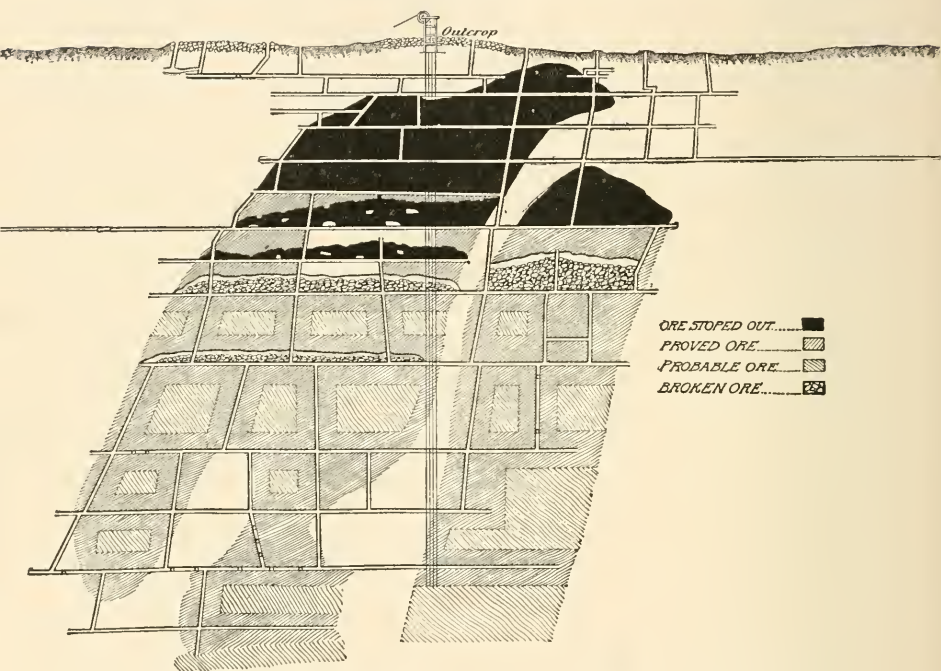 Outcrop
ORE STOPED OUT
PROVED ORE
PROBABLE ORE
BROKEN ORE